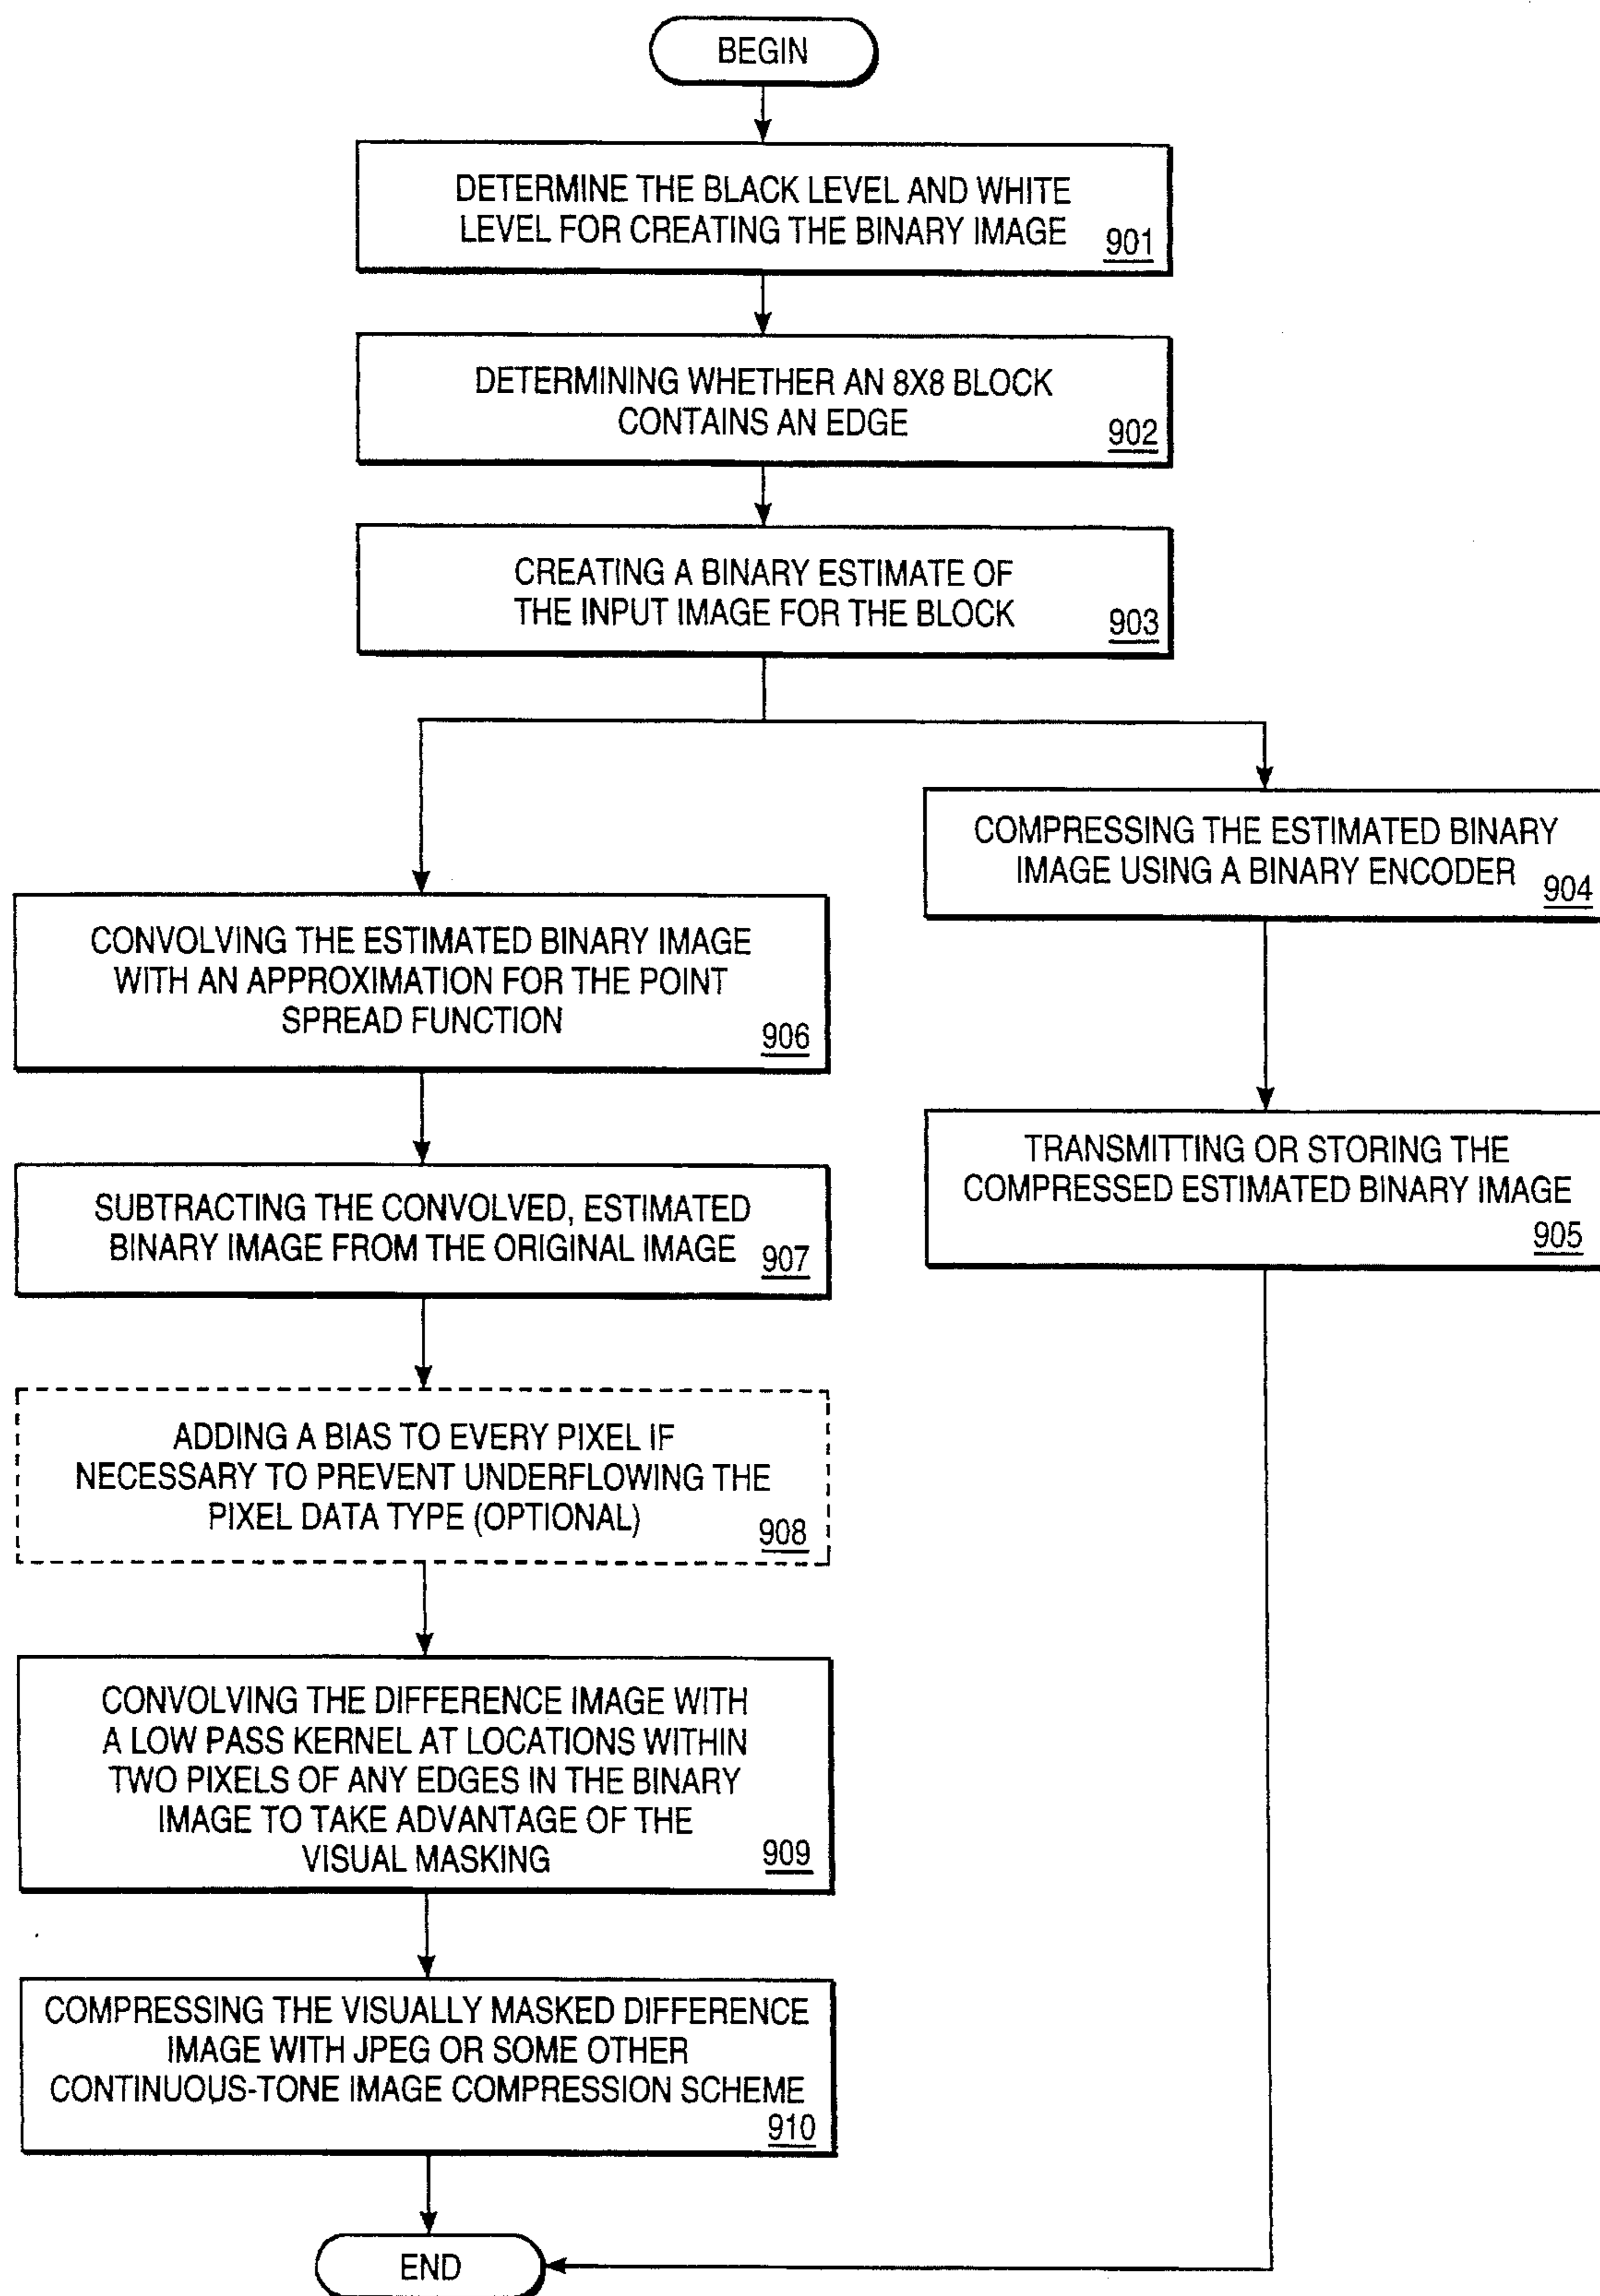 BEGIN
DETERMINE THE BLACK LEVEL AND WHITE
LEVEL FOR CREATING THE BINARY IMAGE
901
DETERMINING WHETHER AN 8X8 BLOCK
CONTAINS AN EDGE
902
CREATING A BINARY ESTIMATE OF
THE INPUT IMAGE FOR THE BLOCK
903
COMPRESSING THE ESTIMATED BINARY
IMAGE USING A BINARY ENCODER
904
TRANSMITTING OR STORING THE
COMPRESSED ESTIMATED BINARY IMAGE
905
CONVOLVING THE ESTIMATED BINARY IMAGE
WITH AN APPROXIMATION FOR THE POINT
SPREAD FUNCTION
906
SUBTRACTING THE CONVOLVED, ESTIMATED
BINARY IMAGE FROM THE ORIGINAL IMAGE
907
ADDING A BIAS TO EVERY PIXEL IF
NECESSARY TO PREVENT UNDERFLOWING THE
PIXEL DATA TYPE (OPTIONAL)
908
CONVOLVING THE DIFFERENCE IMAGE WITH
A LOW PASS KERNEL AT LOCATIONS WITHIN
TWO PIXELS OF ANY EDGES IN THE BINARY
IMAGE TO TAKE ADVANTAGE OF THE
VISUAL MASKING
909
COMPRESSING THE VISUALLY MASKED DIFFERENCE
IMAGE WITH JPEG OR SOME OTHER
CONTINUOUS-TONE IMAGE COMPRESSION SCHEME
910
END